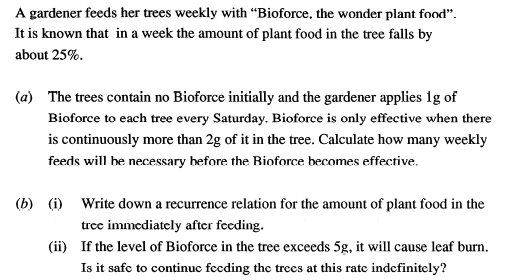 A gardener feeds her trees weekly with “Bioforce, the wonder plant food”.
It is known that in a week the amount of plant food in the tree falls by
about 25%.
(a) The trees contain no Bioforce initially and the gardener applies 1g of
Bioforce to each tree every Saturday. Bioforce is only effective when there
is continuously more than 2g of it in the tree. Calculate how many weekly
feeds will be necessary before the Bioforce becomes effective.
(b) (i) Write down a recurrence relation for the amount of plant food in the
tree immediately after feeding.
(ii) If the level of Bioforce in the tree exceeds 5g, it will cause leaf burn.
Is it safe to continue feeding the trees at this rate indefinitely?